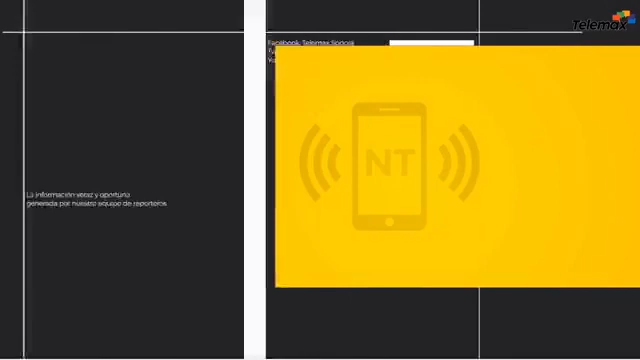 Telemax
Facebook: Telemax Sonora
NT
La información veraz y oportuna
generada por nuestro equipo de reporteros